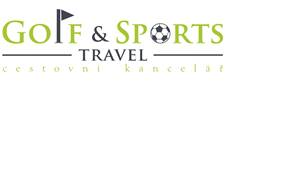 GOLF & SPORTS
TRAVEL
cestovní kancelář